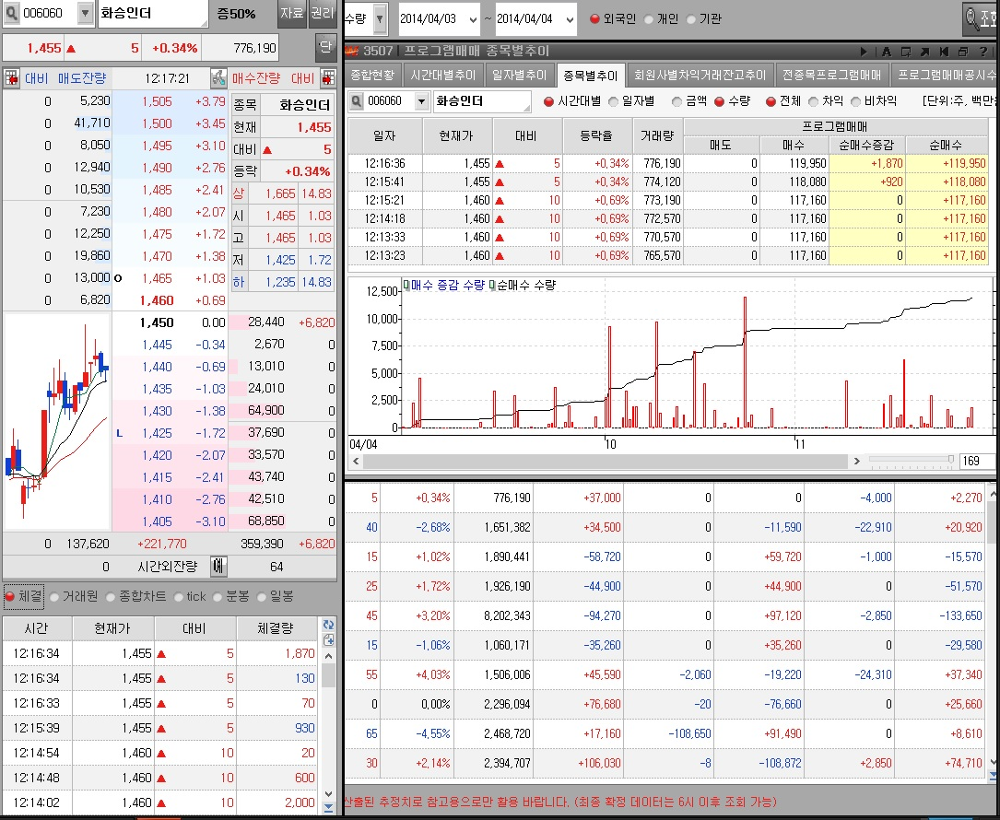 006060 화승인더 증50% 자료 권리
1,455 ▲ 5 +0.34% 776,190 단
대비 매도잔량 12:17:21 매수잔량 대비
0 5,230 1,505 +3.79 종목 화승인더
0 41,710 1,500 +3.45 현재 1,455
0 8,050 1,495 +3.10 대비 ▲ 5
0 12,940 1,490 +2.76 등락 +0.34%
0 10,530 1,485 +2.41 상 1,665 14.83
0 7,230 1,480 +2.07 시 1,465 1.03
0 12,250 1,475 +1.72 고 1,465 1.03
0 19,860 1,470 +1.38 저 1,425 1.72
0 13,000 O 1,465 +1.03 하 1,235 14.83
0 6,820 1,460 +0.69
1,450 0.00 28,440 +6,820
1,445 -0.34 2,670 0
1,440 -0.69 13,010 0
1,435 -1.03 24,010 0
1,430 -1.38 64,900 0
L 1,425 -1.72 37,690 0
1,420 -2.07 33,570 0
1,415 -2.41 43,740 0
1,410 -2.76 42,510 0
1,405 -3.10 68,850 0
0 137,620 +221,770 359,390 +6,820
0 시간외잔량 예 64
체결 거래원 종합차트 tick 분봉 일봉
시간 현재가 대비 체결량
12:16:34 1,455 ▲ 5 1,870
12:16:34 1,455 ▲ 5 130
12:16:33 1,455 ▲ 5 70
12:15:39 1,455 ▲ 5 930
12:14:54 1,460 ▲ 10 20
12:14:48 1,460 ▲ 10 600
12:14:02 1,460 ▲ 10 2,000
수량 2014/04/03 ~ 2014/04/04 외국인 개인 기관
3507 프로그램매매 종목별추이 A ?
종합현황 시간대별추이 일자별추이 종목별추이 회원사별차익거래잔고추이 전종목프로그램매매 프로그램매매공시수
006060 화승인더 시간대별 일자별 금액 수량 전체 차익 비차익 [단위:주, 백만
일자 현재가 대비 등락율 거래량 프로그램매매
매도 매수 순매수증감 순매수
12:16:36 1,455 ▲ 5 +0.34% 776,190 0 119,950 +1,870 +119,950
12:15:41 1,455 ▲ 5 +0.34% 774,120 0 118,080 +920 +118,080
12:15:21 1,460 ▲ 10 +0.69% 773,190 0 117,160 0 +117,160
12:14:18 1,460 ▲ 10 +0.69% 772,570 0 117,160 0 +117,160
12:13:33 1,460 ▲ 10 +0.69% 770,570 0 117,160 0 +117,160
12:13:23 1,460 ▲ 10 +0.69% 765,570 0 117,160 0 +117,160
매수 증감 수량 순매수 수량
12,500
10,000
7,500
5,000
2,500
0
04/04 10 11
169
5 +0.34% 776,190 +37,000 0 0 -4,000 +2,270
40 -2.68% 1,651,382 +34,500 0 -11,590 -22,910 +20,920
15 +1.02% 1,890,441 -58,720 0 +59,720 -1,000 -15,570
25 +1.72% 1,926,190 -44,900 0 +44,900 0 -51,570
45 +3.20% 8,202,343 -94,270 0 +97,120 -2,850 -133,650
15 -1.06% 1,060,171 -35,260 0 +35,260 0 -29,580
55 +4.03% 1,506,006 +45,590 -2,060 -19,220 -24,310 +37,340
0 0.00% 2,296,094 +76,680 -20 -76,660 0 +25,660
65 -4.55% 2,468,720 +17,160 -108,650 +91,490 0 +8,610
30 +2.14% 2,394,707 +106,030 -8 -108,872 +2,850 +74,710
산출된 추정치로 참고용으로만 활용 바랍니다. (최종 확정 데이터는 6시 이후 조회 가능)